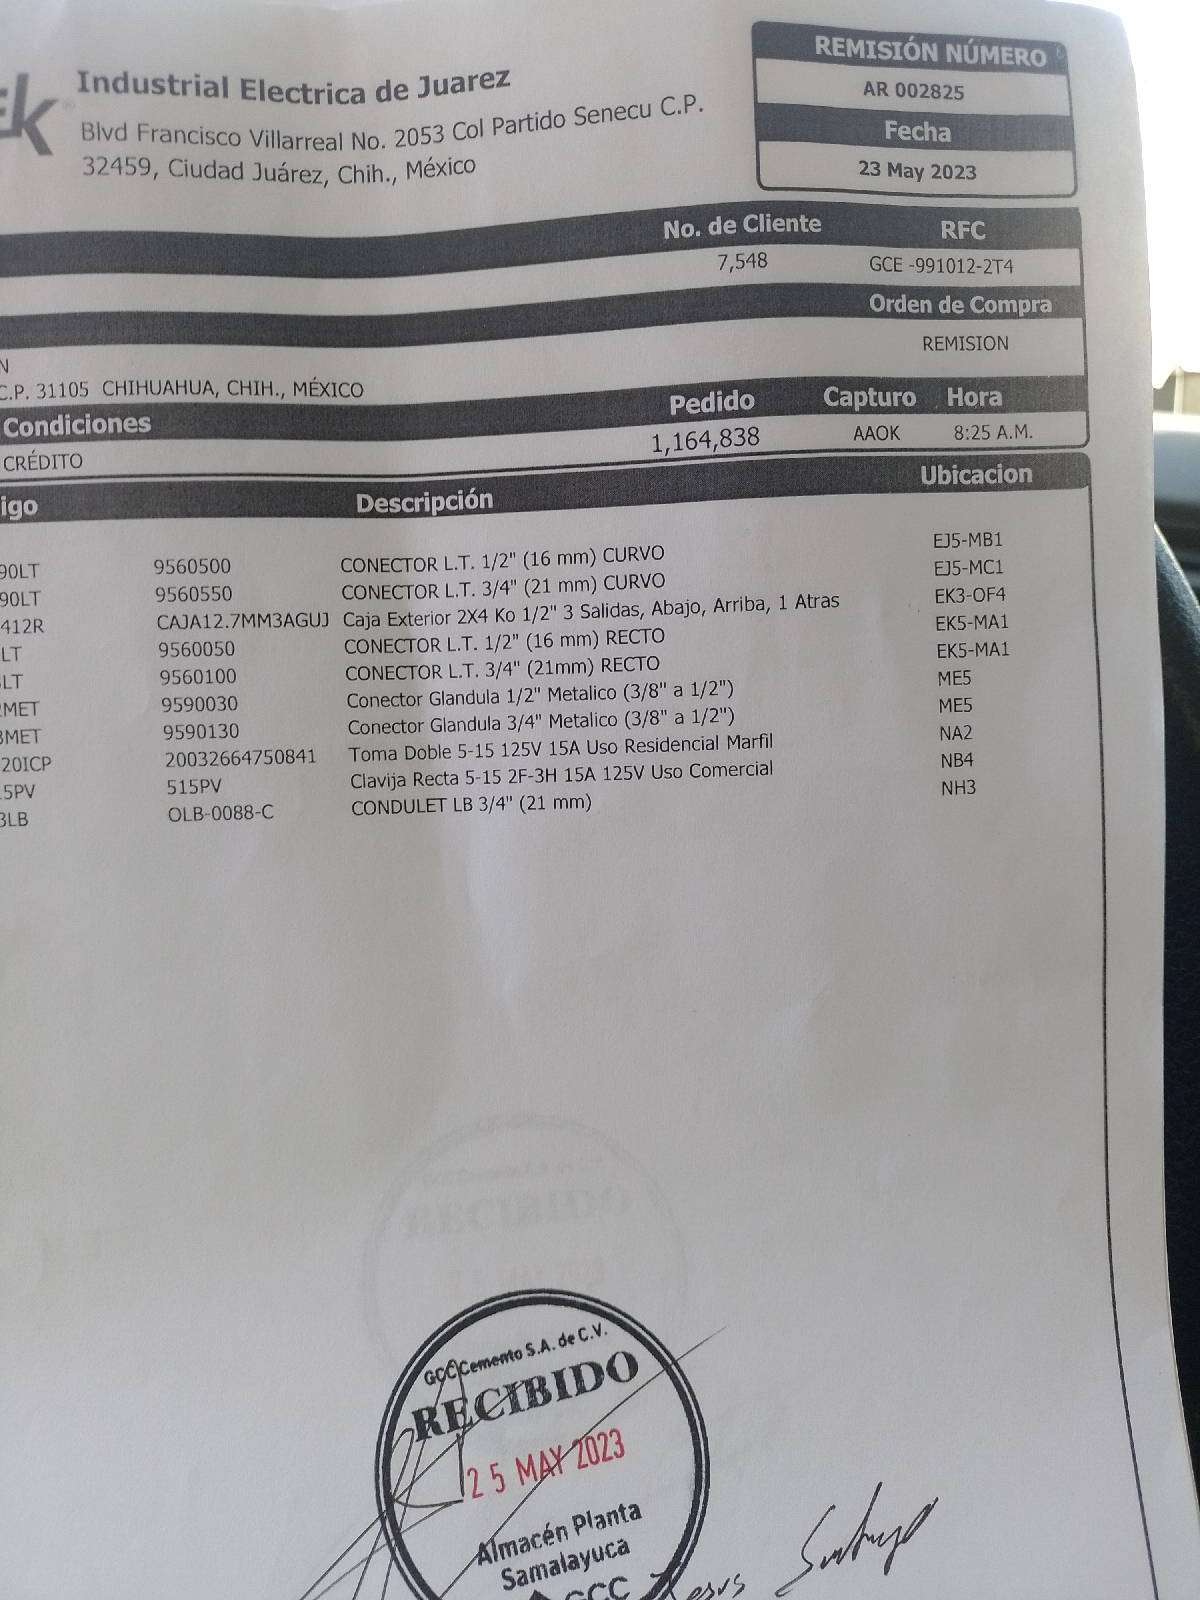 REMISIÓN NÚMERO
AR 002825
Fecha
23 May 2023
Ek®
Industrial Electrica de Juarez
Blvd Francisco Villarreal No. 2053 Col Partido Senecu C.P.
32459, Ciudad Juárez, Chih., México
No. de Cliente RFC
7,548 GCE -991012-2T4
Orden de Compra
REMISION
N
C.P. 31105 CHIHUAHUA, CHIH., MÉXICO
Condiciones Pedido Capturo Hora
CRÉDITO 1,164,838 AAOK 8:25 A.M.
igo Descripción Ubicacion
90LT 9560500 CONECTOR L.T. 1/2" (16 mm) CURVO EJ5-MB1
90LT 9560550 CONECTOR L.T. 3/4" (21 mm) CURVO EJ5-MC1
412R CAJA12.7MM3AGUJ Caja Exterior 2X4 Ko 1/2" 3 Salidas, Abajo, Arriba, 1 Atras EK3-OF4
LT 9560050 CONECTOR L.T. 1/2" (16 mm) RECTO EK5-MA1
LT 9560100 CONECTOR L.T. 3/4" (21mm) RECTO EK5-MA1
MET 9590030 Conector Glandula 1/2" Metalico (3/8" a 1/2") ME5
3MET 9590130 Conector Glandula 3/4" Metalico (3/8" a 1/2") ME5
20ICP 20032664750841 Toma Doble 5-15 125V 15A Uso Residencial Marfil NA2
5PV 515PV Clavija Recta 5-15 2F-3H 15A 125V Uso Comercial NB4
3LB OLB-0088-C CONDULET LB 3/4" (21 mm) NH3
RECIBIDO
GCC Cemento S.A. de C.V.
RECIBIDO
25 MAY 2023
Almacén Planta
Samalayuca
GCC
Jesus